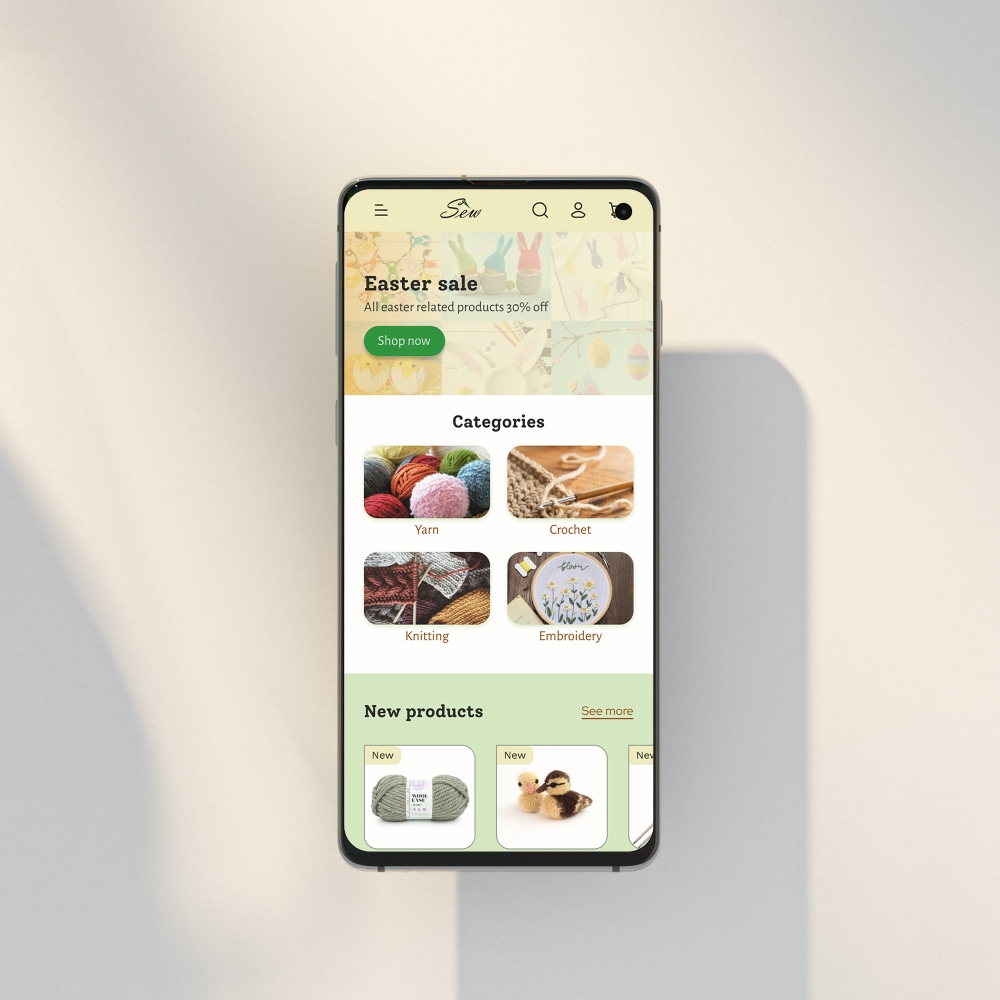 Sew
Easter sale
All easter related products 30% off
Shop now
Categories
Yarn
Crochet
bloom
Knitting
Embroidery
New products
See more
New
New
New
WOOL
EASE